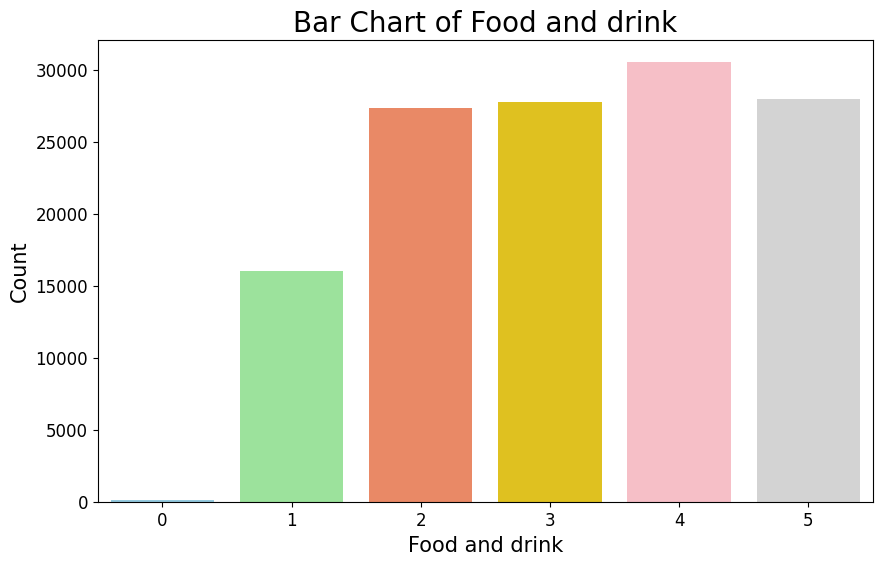 Bar Chart of Food and drink
30000
25000
20000
15000
10000
5000
0
Count
0 1 2 3 4 5
Food and drink